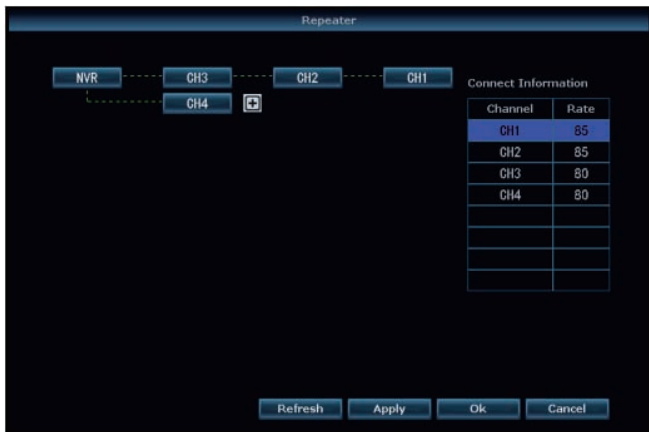 Repeater
NVR CH3 CH2 CH1
CH4
Connect Information
Channel Rate
CH1 85
CH2 85
CH3 80
CH4 80
Refresh Apply Ok Cancel